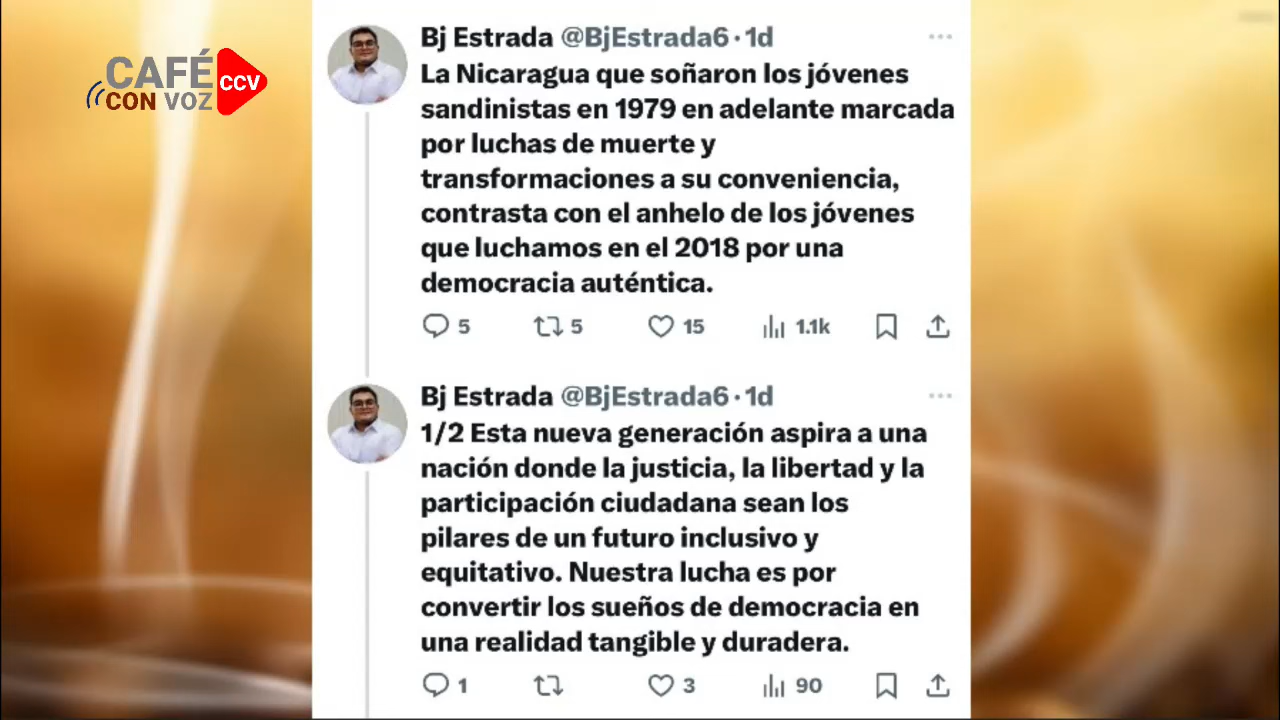 CAFÉ
CON VOZ
CCV
Bj Estrada @BjEstrada6 · 1d
La Nicaragua que soñaron los jóvenes
sandinistas en 1979 en adelante marcada
por luchas de muerte y
transformaciones a su conveniencia,
contrasta con el anhelo de los jóvenes
que luchamos en el 2018 por una
democracia auténtica.
5 5 15 1.1k
Bj Estrada @BjEstrada6 · 1d
1/2 Esta nueva generación aspira a una
nación donde la justicia, la libertad y la
participación ciudadana sean los
pilares de un futuro inclusivo y
equitativo. Nuestra lucha es por
convertir los sueños de democracia en
una realidad tangible y duradera.
1 3 90